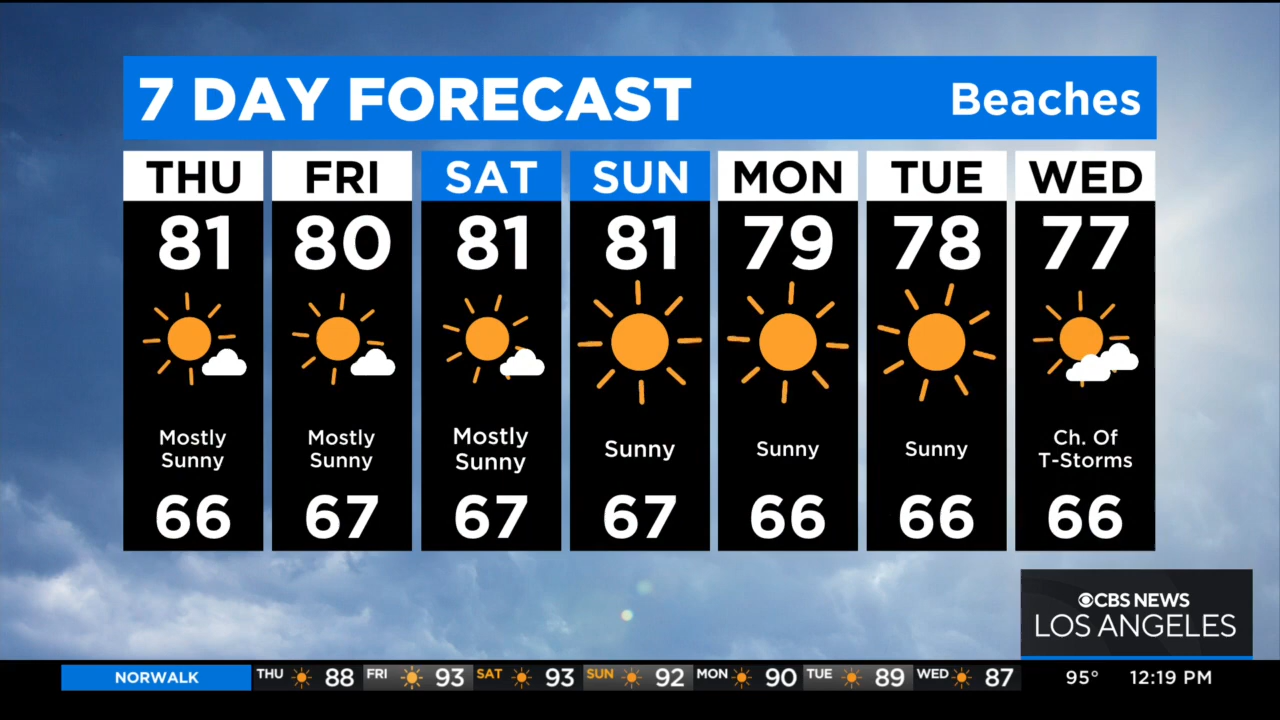 7 DAY FORECAST
Beaches
THU FRI SAT SUN MON TUE WED
81 80 81 81 79 78 77
Mostly Sunny
Mostly Sunny
Mostly Sunny
Sunny
Sunny
Sunny
Ch. Of T-Storms
66 67 67 67 66 66 66
CBS NEWS
LOS ANGELES
NORWALK THU 88 FRI 93 SAT 93 SUN 92 MON 90 TUE 89 WED 87 95° 12:19 PM